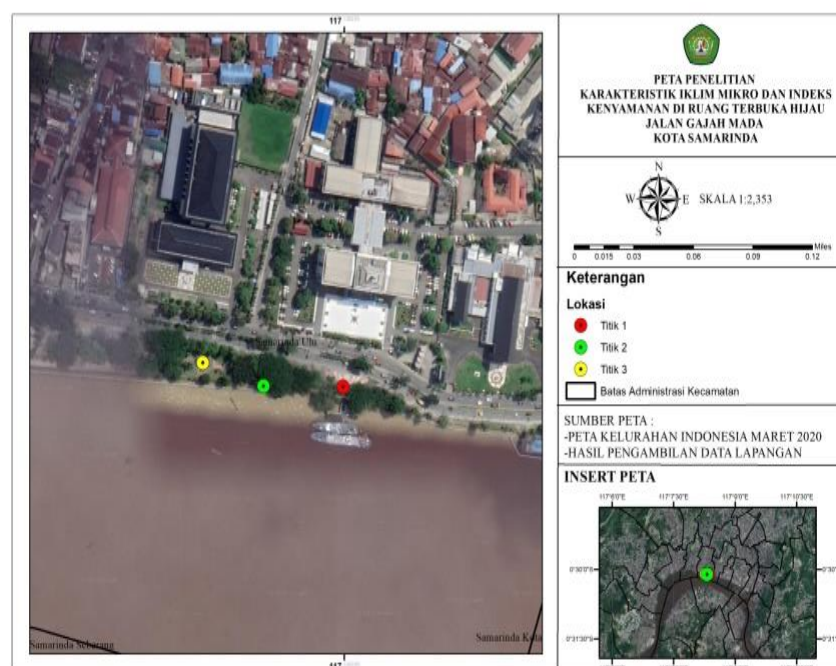 117
Samarinda Ulu
Samarinda Seberang
Samarinda Kota
117
PETA PENELITIAN
KARAKTERISTIK IKLIM MIKRO DAN INDEKS
KENYAMANAN DI RUANG TERBUKA HIJAU
JALAN GAJAH MADA
KOTA SAMARINDA
N
W E SKALA 1:2,353
S
Miles
0 0.015 0.03 0.06 0.09 0.12
Keterangan
Lokasi
Titik 1
Titik 2
Titik 3
Batas Administrasi Kecamatan
SUMBER PETA :
-PETA KELURAHAN INDONESIA MARET 2020
-HASIL PENGAMBILAN DATA LAPANGAN
INSERT PETA
117°6'0"E 117°7'30"E 117°9'0"E 117°10'30"E
0°30'0"S 0°30'
0°31'30"S 0°31'